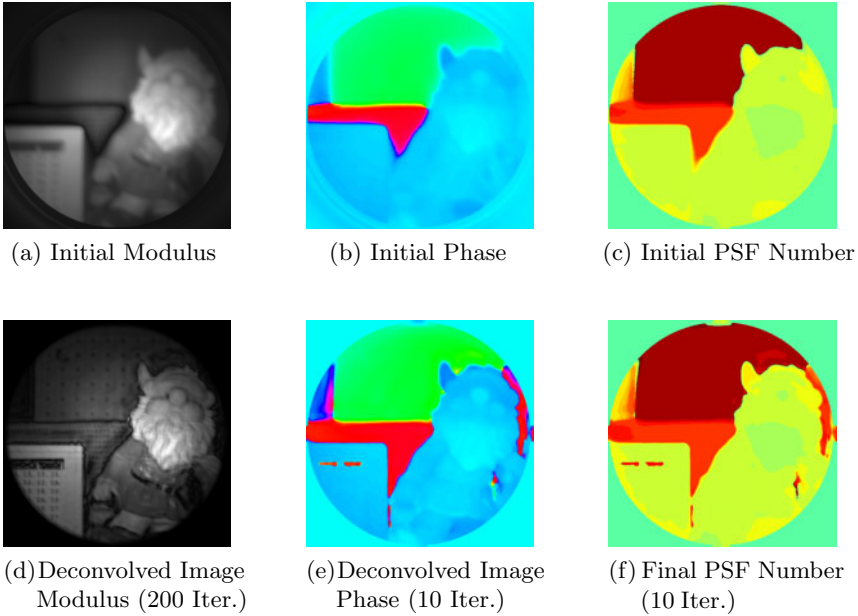 (a) Initial Modulus
(b) Initial Phase
(c) Initial PSF Number
(d)Deconvolved Image
Modulus (200 Iter.)
(e)Deconvolved Image
Phase (10 Iter.)
(f) Final PSF Number
(10 Iter.)